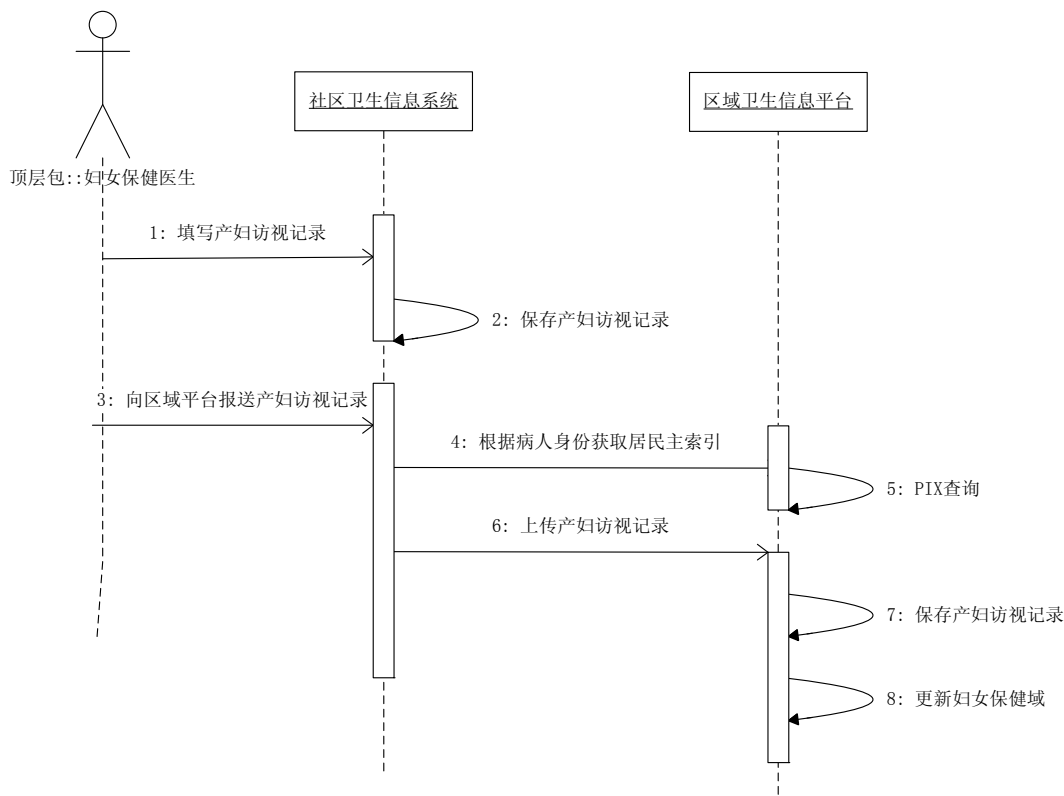 社区卫生信息系统
区域卫生信息平台
顶层包::妇女保健医生
1: 填写产妇访视记录
2: 保存产妇访视记录
3: 向区域平台报送产妇访视记录
4: 根据病人身份获取居民主索引
5: PIX查询
6: 上传产妇访视记录
7: 保存产妇访视记录
8: 更新妇女保健域